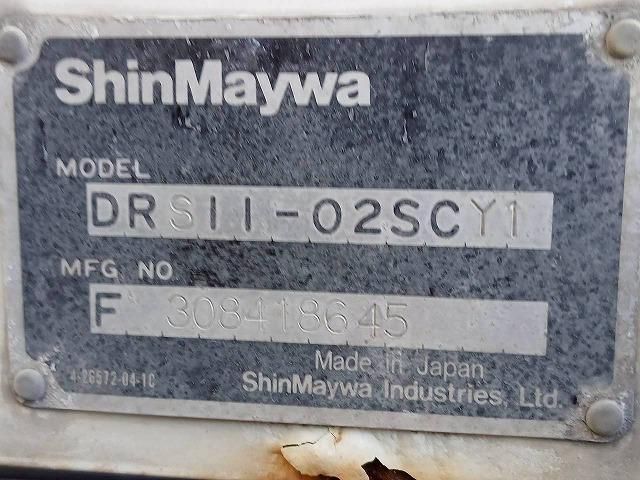 ShinMaywa
MODEL
DRS11-02SCY1
MFG NO
F 308418645
Made in Japan
4-26572-04-1C
ShinMaywa Industries, Ltd.